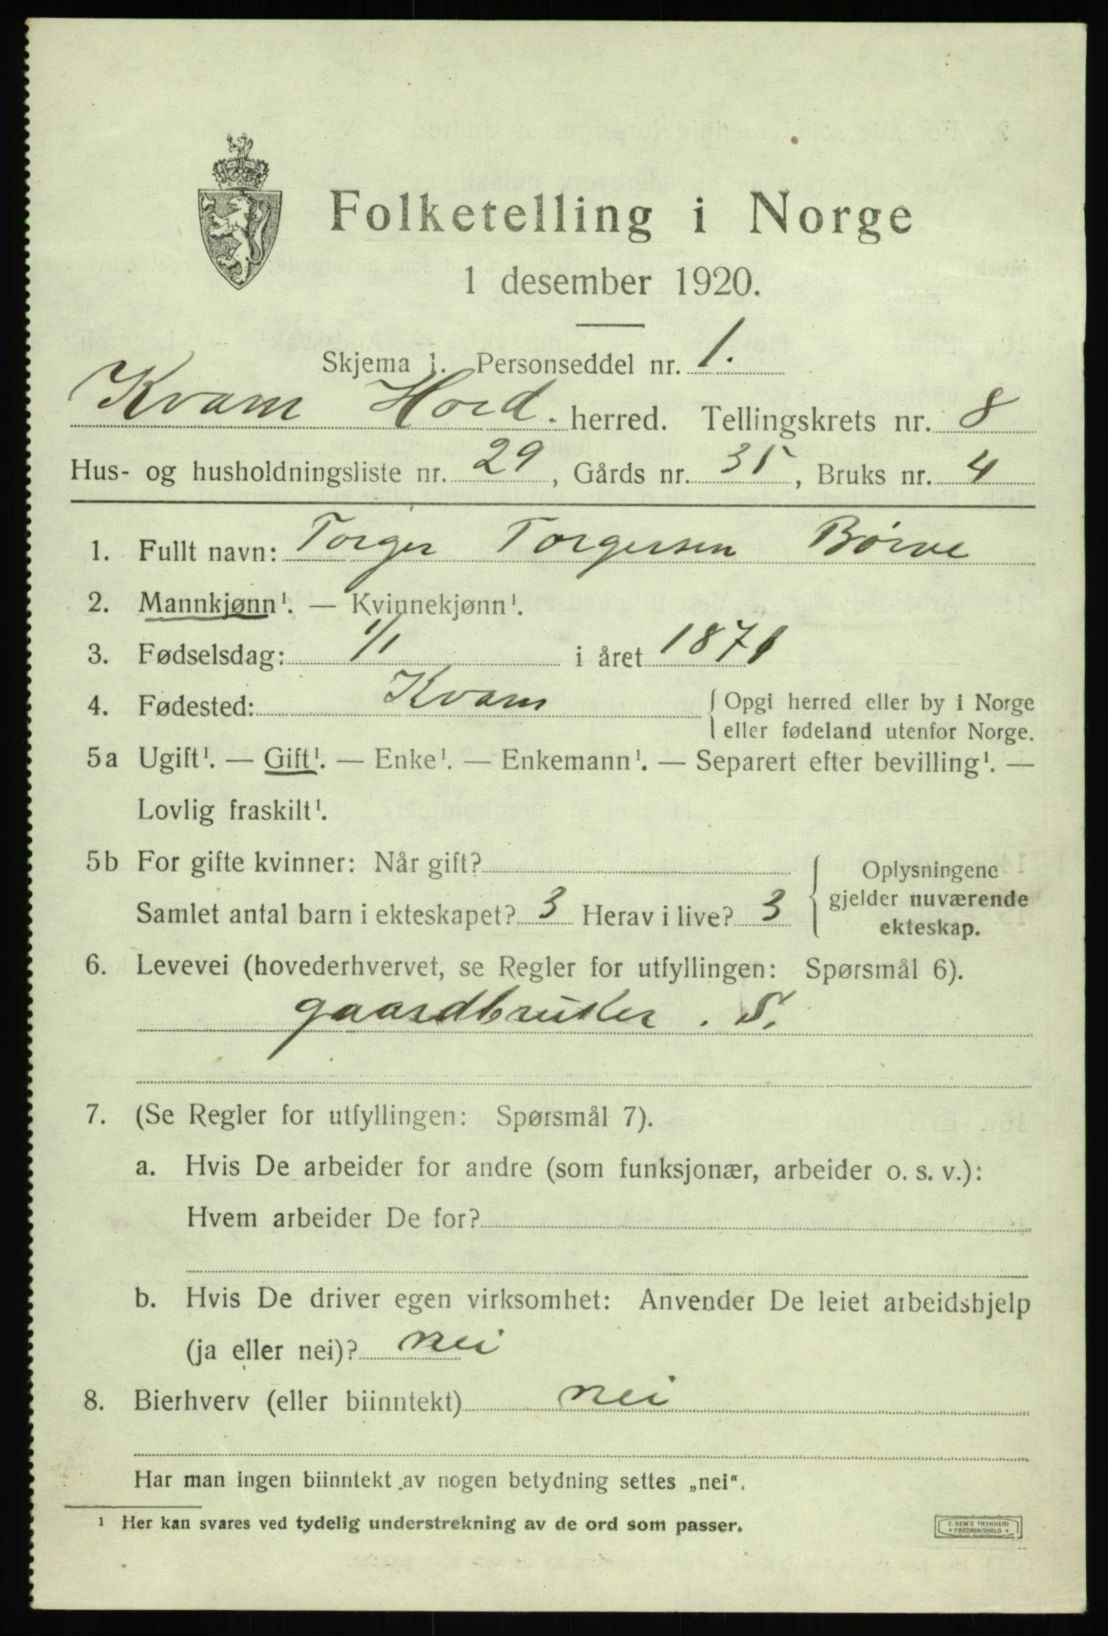 Folketelling i Norge
1 desember 1920.
Skjema 1. Personseddel nr. 1.
Kvam Hord. herred. Tellingskrets nr. 8
Hus- og husholdningsliste nr. 29, Gårds nr. 35, Bruks nr. 4
1. Fullt navn: Torger Torgersen Børve
2. Mannkjønn¹. — Kvinnekjønn¹.
3. Fødselsdag: 1/1 i året 1871
4. Fødested: Kvam { Opgi herred eller by i Norge
eller fødeland utenfor Norge.
5a Ugift¹. — Gift¹. — Enke¹. — Enkemann¹. — Separert efter bevilling¹. —
Lovlig fraskilt¹.
5b For gifte kvinner: Når gift?
Samlet antal barn i ekteskapet? 3 Herav i live? 3
Oplysningene
gjelder nuværende
ekteskap.
6. Levevei (hovederhvervet, se Regler for utfyllingen: Spørsmål 6).
gaardbruker. S.
7. (Se Regler for utfyllingen: Spørsmål 7).
a. Hvis De arbeider for andre (som funksjonær, arbeider o. s. v.):
Hvem arbeider De for?
b. Hvis De driver egen virksomhet: Anvender De leiet arbeidshjelp
(ja eller nei)? nei
8. Bierhverv (eller biinntekt) nei
Har man ingen biinntekt av nogen betydning settes „nei“.
¹ Her kan svares ved tydelig understrekning av de ord som passer.
E. SEM'S TRYKKERI
FREDRIKSHALD